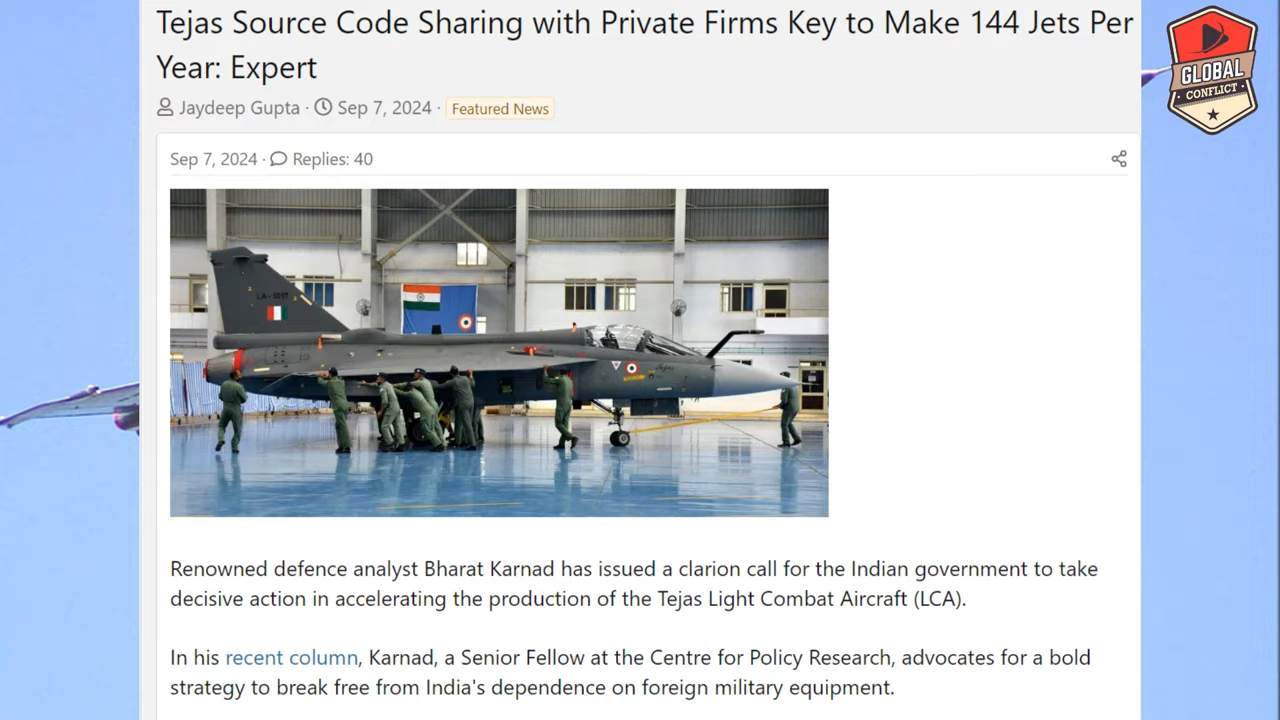 Tejas Source Code Sharing with Private Firms Key to Make 144 Jets Per
Year: Expert
Jaydeep Gupta · Sep 7, 2024 · Featured News
Sep 7, 2024 · Replies: 40
LA-5017
Tejas
Renowned defence analyst Bharat Karnad has issued a clarion call for the Indian government to take
decisive action in accelerating the production of the Tejas Light Combat Aircraft (LCA).
In his recent column, Karnad, a Senior Fellow at the Centre for Policy Research, advocates for a bold
strategy to break free from India's dependence on foreign military equipment.
GLOBAL
· CONFLICT ·